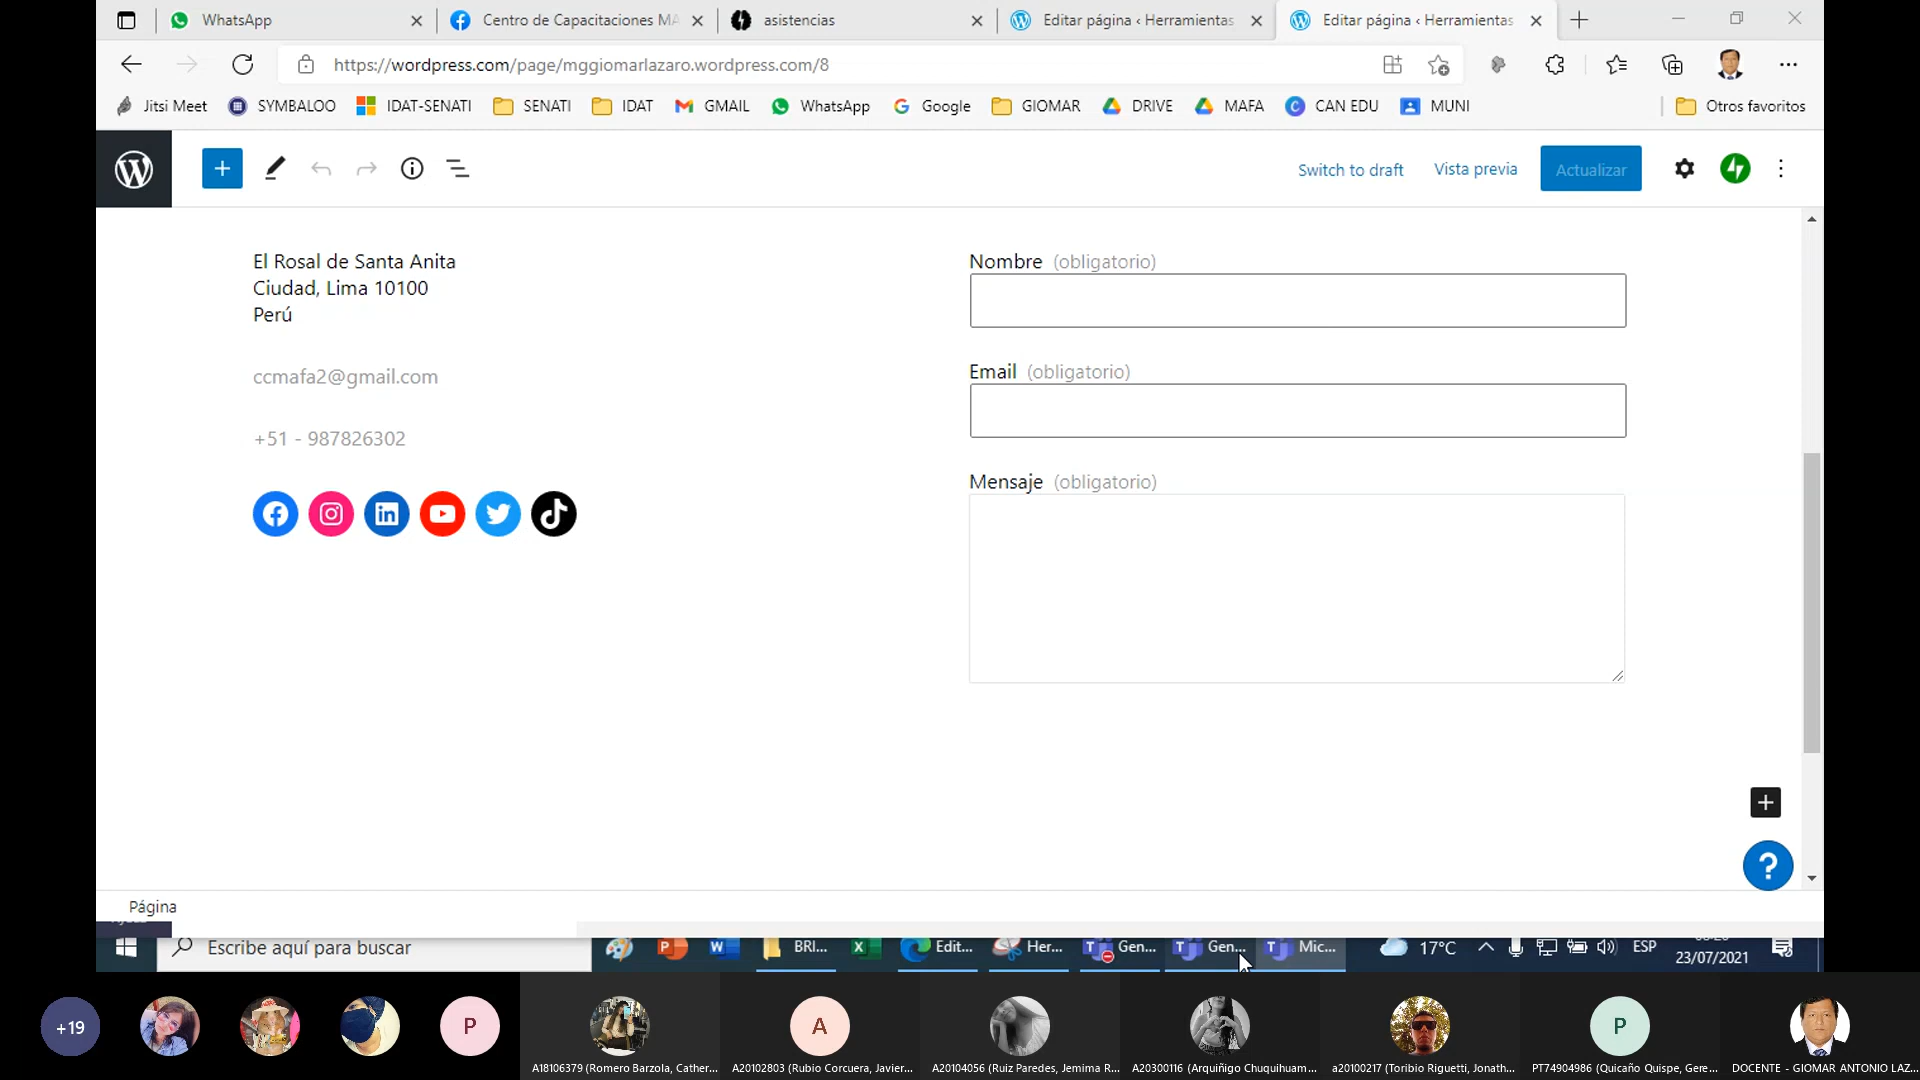 WhatsApp
Centro de Capacitaciones MA
asistencias
Editar página ‹ Herramientas
Editar página ‹ Herramientas
https://wordpress.com/page/mggiomarlazaro.wordpress.com/8
Jitsi Meet
SYMBALOO
IDAT-SENATI
SENATI
IDAT
GMAIL
WhatsApp
Google
GIOMAR
DRIVE
MAFA
CAN EDU
MUNI
Otros favoritos
Switch to draft
Vista previa
Actualizar
El Rosal de Santa Anita
Ciudad, Lima 10100
Perú
ccmafa2@gmail.com
+51 - 987826302
Nombre (obligatorio)
Email (obligatorio)
Mensaje (obligatorio)
Página
Escribe aquí para buscar
BRI...
Edit...
Her...
Gen...
Gen...
Mic...
17°C
ESP
23/07/2021
+19
P
A
P
A18106379 (Romero Barzola, Cather...
A20102803 (Rubio Corcuera, Javier...
A20104056 (Ruiz Paredes, Jemima R...
A20300116 (Arquiñigo Chuquihuam...
a20100217 (Toribio Riguetti, Jonath...
PT74904986 (Quicaño Quispe, Gere...
DOCENTE - GIOMAR ANTONIO LAZ...